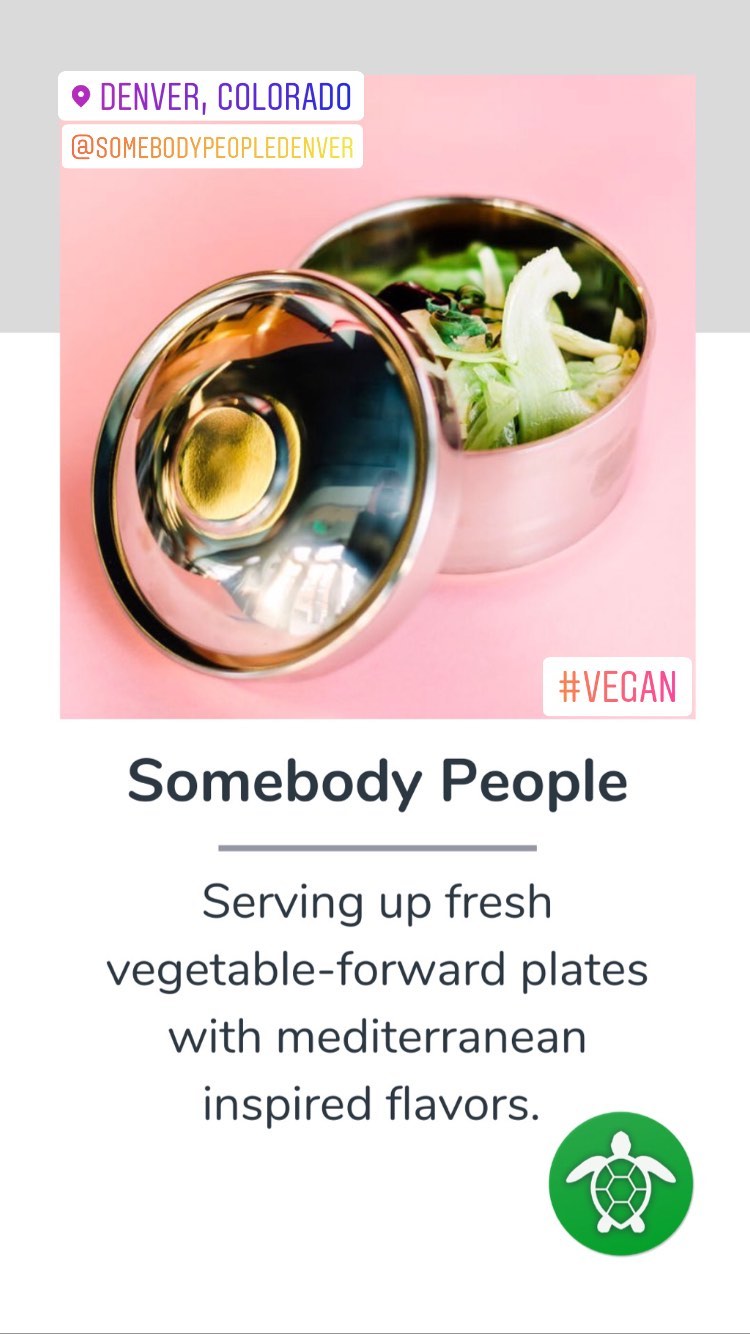 DENVER, COLORADO
@SOMEBODYPEOPLEDENVER
#VEGAN
Somebody People
Serving up fresh
vegetable-forward plates
with mediterranean
inspired flavors.